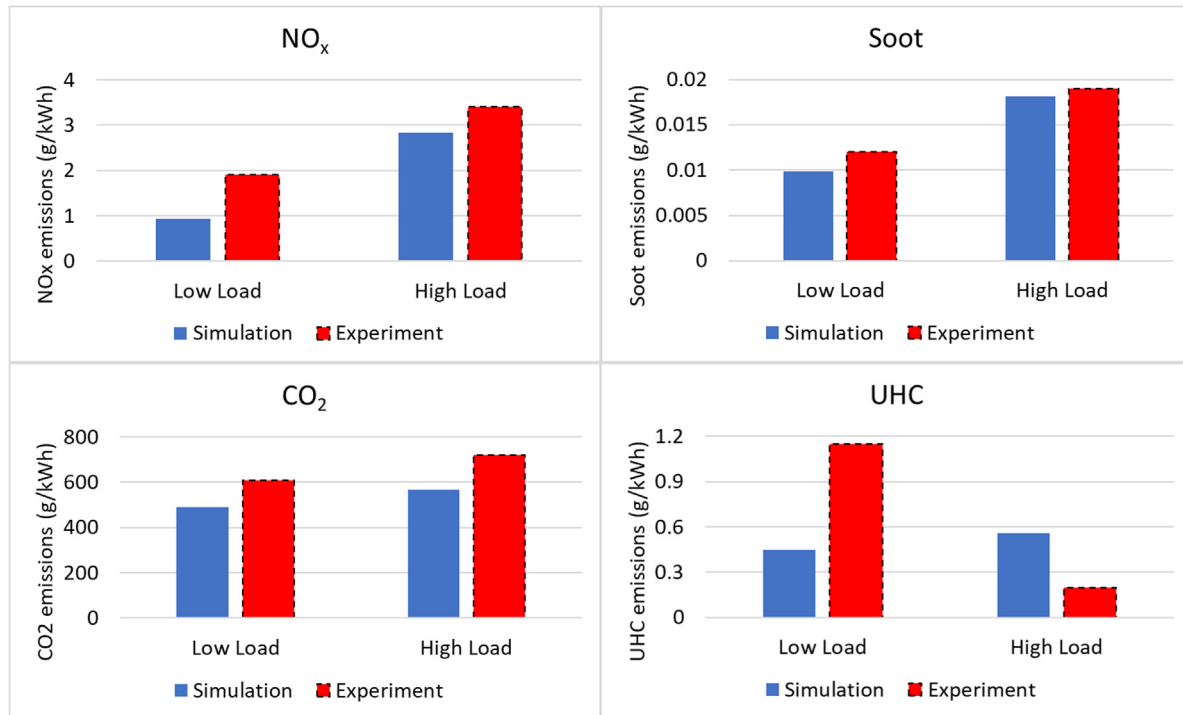 NOx
NOx emissions (g/kWh)
4
3
2
1
0
Low Load High Load
Simulation Experiment
Soot
Soot emissions (g/kWh)
0.02
0.015
0.01
0.005
0
Low Load High Load
Simulation Experiment
CO2
CO2 emissions (g/kWh)
800
600
400
200
0
Low Load High Load
Simulation Experiment
UHC
UHC emissions (g/kWh)
1.2
0.9
0.6
0.3
0
Low Load High Load
Simulation Experiment